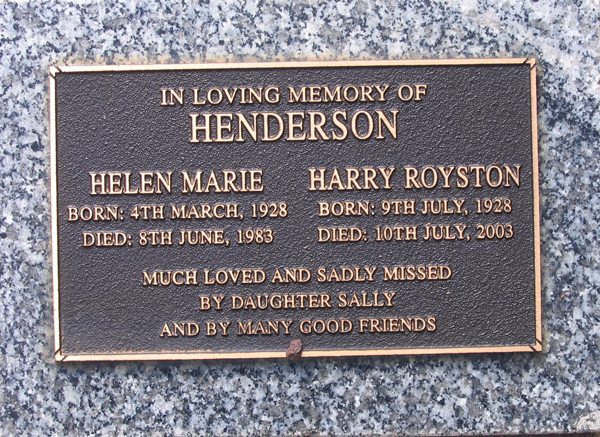 IN LOVING MEMORY OF
HENDERSON
HELEN MARIE
BORN: 4TH MARCH, 1928
DIED: 8TH JUNE, 1983
HARRY ROYSTON
BORN: 9TH JULY, 1928
DIED: 10TH JULY, 2003
MUCH LOVED AND SADLY MISSED
BY DAUGHTER SALLY
AND BY MANY GOOD FRIENDS